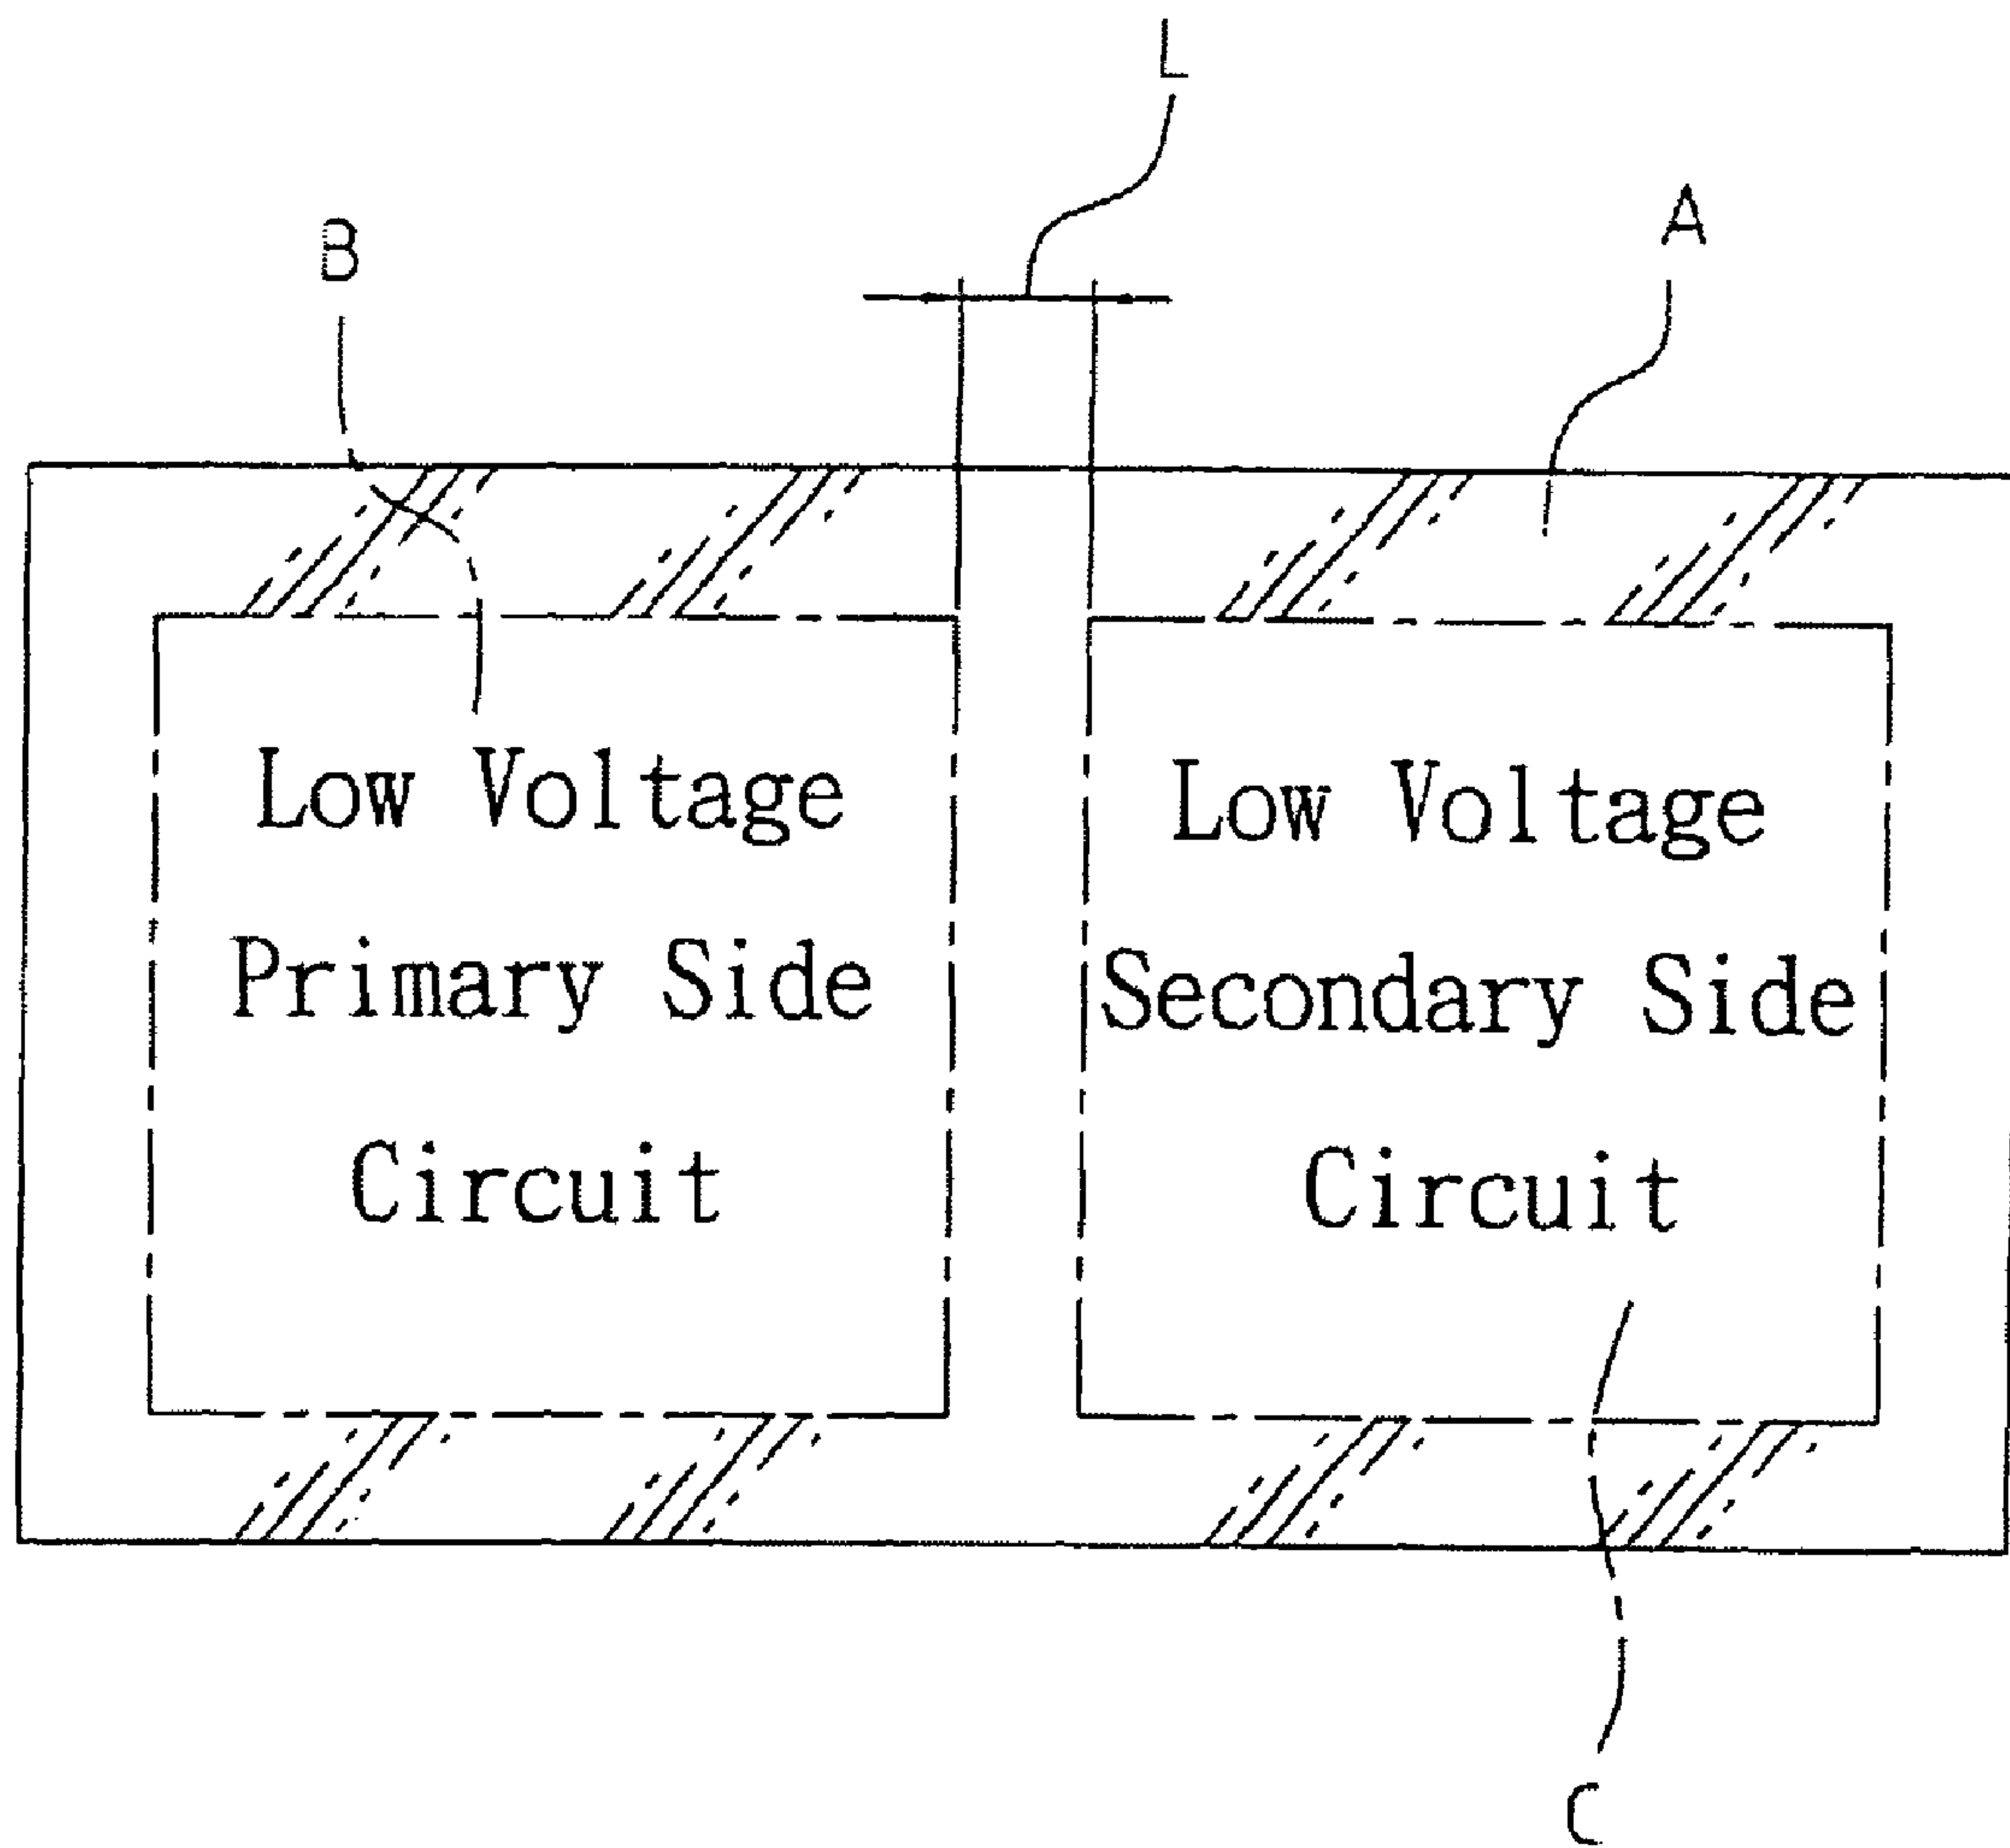 L
B
A
Low Voltage
Primary Side
Circuit
Low Voltage
Secondary Side
Circuit
C